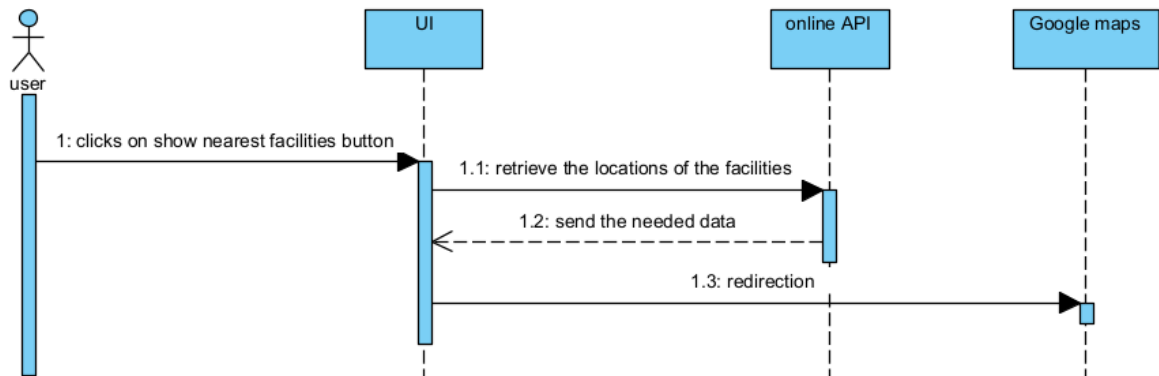 UI
online API
Google maps
user
1: clicks on show nearest facilities button
1.1: retrieve the locations of the facilities
1.2: send the needed data
1.3: redirection